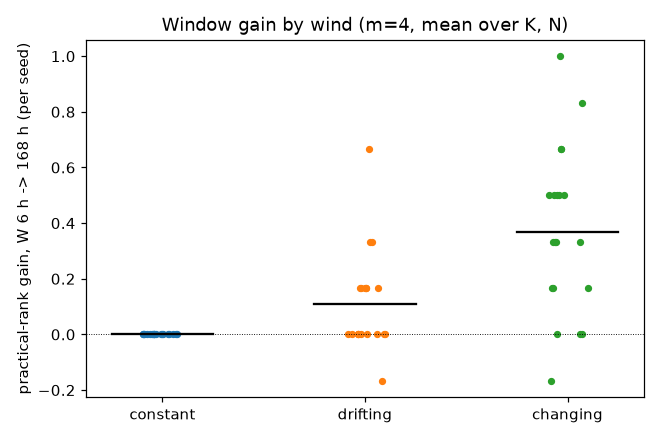 Window gain by wind (m=4, mean over K, N)
practical-rank gain, W 6 h -> 168 h (per seed)
1.0
0.8
0.6
0.4
0.2
0.0
−0.2
constant drifting changing